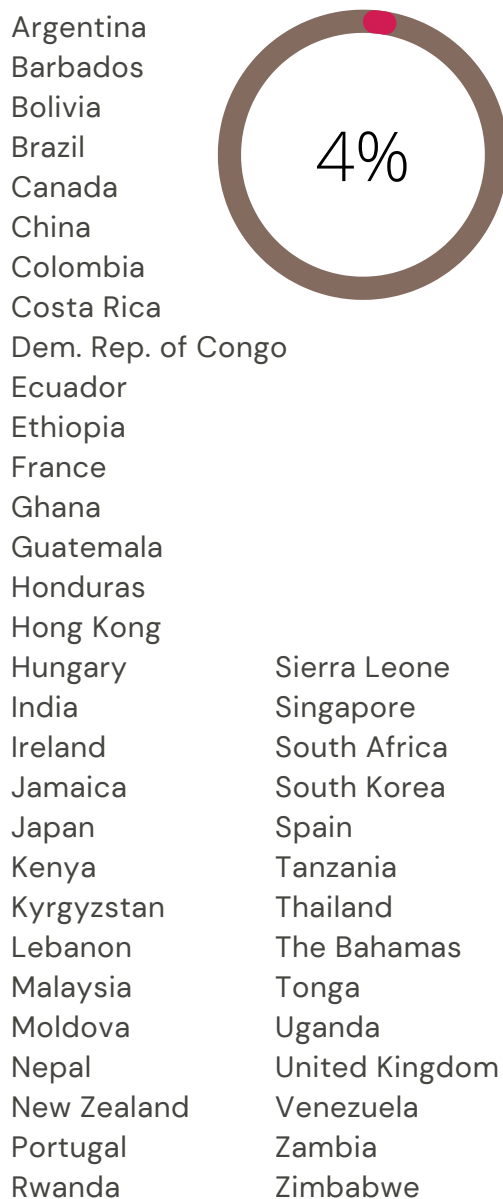 Argentina
Barbados
Bolivia
Brazil
Canada
China
Colombia
Costa Rica
Dem. Rep. of Congo
Ecuador
Ethiopia
France
Ghana
Guatemala
Honduras
Hong Kong
Hungary
India
Ireland
Jamaica
Japan
Kenya
Kyrgyzstan
Lebanon
Malaysia
Moldova
Nepal
New Zealand
Portugal
Rwanda
4%
Sierra Leone
Singapore
South Africa
South Korea
Spain
Tanzania
Thailand
The Bahamas
Tonga
Uganda
United Kingdom
Venezuela
Zambia
Zimbabwe